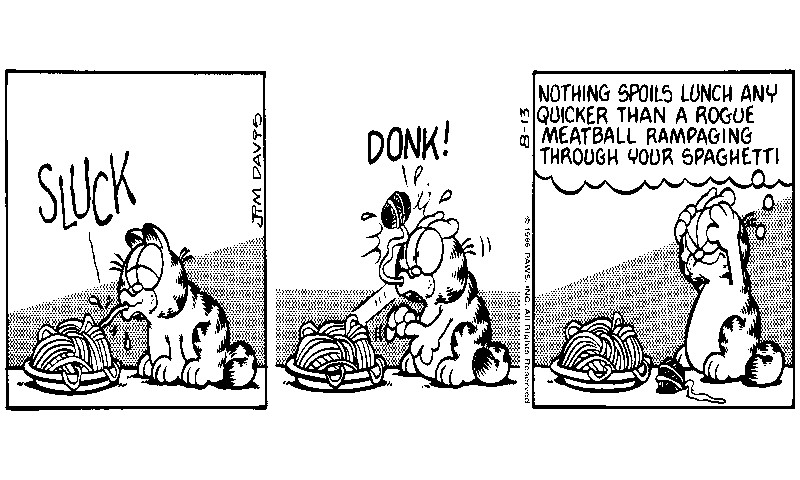 SLUCK
JIM DAVIS
DONK!
8-13
© 1986 PAWS, INC. All Rights Reserved
NOTHING SPOILS LUNCH ANY
QUICKER THAN A ROGUE
MEATBALL RAMPAGING
THROUGH YOUR SPAGHETTI